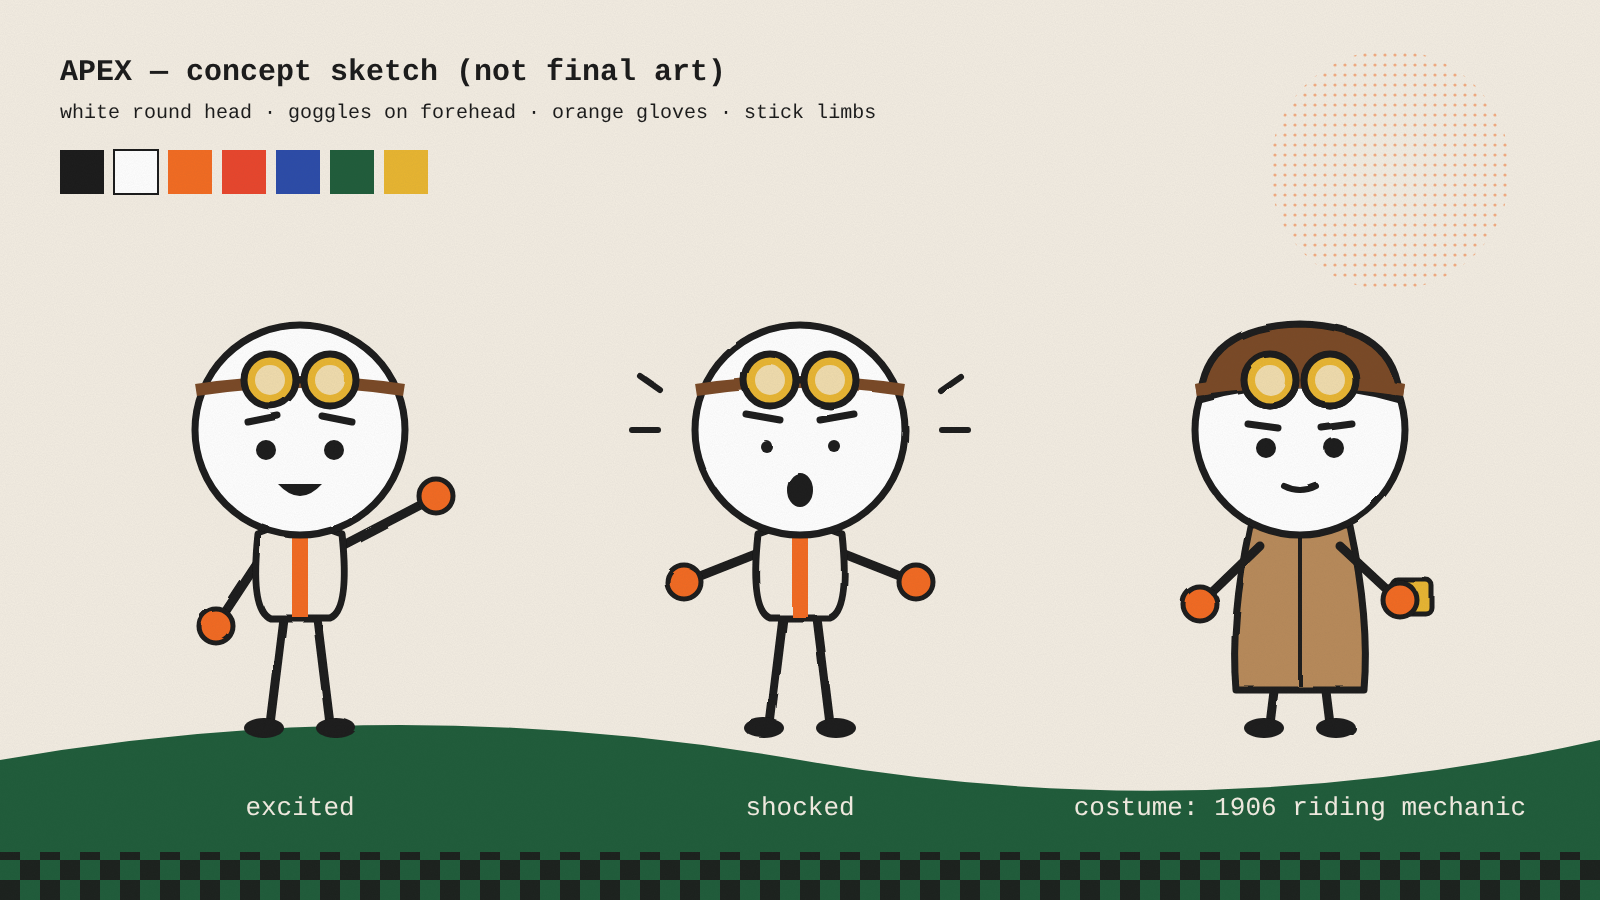 APEX — concept sketch (not final art)
white round head · goggles on forehead · orange gloves · stick limbs
excited
shocked
costume: 1906 riding mechanic